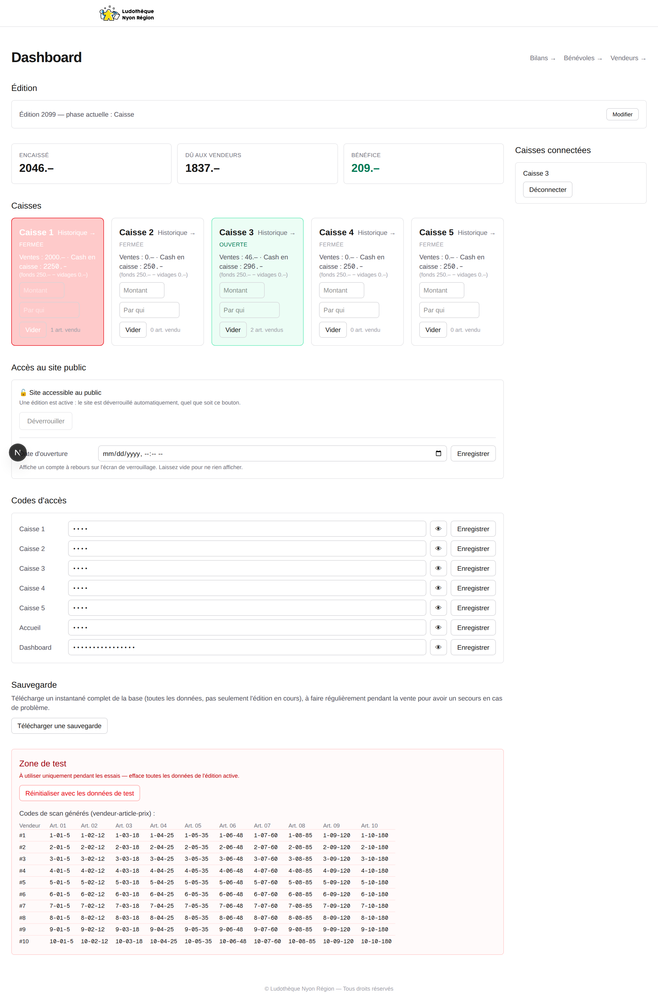 Ludothèque
Nyon Région
Dashboard
Bilans → Bénévoles → Vendeurs →
Édition
Édition 2099 — phase actuelle : Caisse
Modifier
ENCAISSÉ
2046.–
DÛ AUX VENDEURS
1837.–
BÉNÉFICE
209.–
Caisses connectées
Caisse 3
Déconnecter
Caisses
Caisse 1 Historique →
FERMÉE
Ventes : 2000.– · Cash en
caisse : 2250.–
(fonds 250.– − vidages 0.–)
Montant
Par qui
Vider 1 art. vendu
Caisse 2 Historique →
FERMÉE
Ventes : 0.– · Cash en
caisse : 250.–
(fonds 250.– − vidages 0.–)
Montant
Par qui
Vider 0 art. vendu
Caisse 3 Historique →
OUVERTE
Ventes : 46.– · Cash en
caisse : 296.–
(fonds 250.– − vidages 0.–)
Montant
Par qui
Vider 2 art. vendus
Caisse 4 Historique →
FERMÉE
Ventes : 0.– · Cash en
caisse : 250.–
(fonds 250.– − vidages 0.–)
Montant
Par qui
Vider 0 art. vendu
Caisse 5 Historique →
FERMÉE
Ventes : 0.– · Cash en
caisse : 250.–
(fonds 250.– − vidages 0.–)
Montant
Par qui
Vider 0 art. vendu
Accès au site public
🔓 Site accessible au public
Une édition est active : le site est déverrouillé automatiquement, quel que soit ce bouton.
Déverrouiller
N
Date d'ouverture mm/dd/yyyy, --:-- -- Enregistrer
Affiche un compte à rebours sur l'écran de verrouillage. Laissez vide pour ne rien afficher.
Codes d'accès
Caisse 1 •••• Enregistrer
Caisse 2 •••• Enregistrer
Caisse 3 •••• Enregistrer
Caisse 4 •••• Enregistrer
Caisse 5 •••• Enregistrer
Accueil •••• Enregistrer
Dashboard •••••••••••••••• Enregistrer
Sauvegarde
Télécharge un instantané complet de la base (toutes les données, pas seulement l'édition en cours), à faire régulièrement pendant la vente pour avoir un secours en cas
de problème.
Télécharger une sauvegarde
Zone de test
À utiliser uniquement pendant les essais — efface toutes les données de l'édition active.
Réinitialiser avec les données de test
Codes de scan générés (vendeur-article-prix) :
Vendeur Art. 01 Art. 02 Art. 03 Art. 04 Art. 05 Art. 06 Art. 07 Art. 08 Art. 09 Art. 10
#1 1-01-5 1-02-12 1-03-18 1-04-25 1-05-35 1-06-48 1-07-60 1-08-85 1-09-120 1-10-180
#2 2-01-5 2-02-12 2-03-18 2-04-25 2-05-35 2-06-48 2-07-60 2-08-85 2-09-120 2-10-180
#3 3-01-5 3-02-12 3-03-18 3-04-25 3-05-35 3-06-48 3-07-60 3-08-85 3-09-120 3-10-180
#4 4-01-5 4-02-12 4-03-18 4-04-25 4-05-35 4-06-48 4-07-60 4-08-85 4-09-120 4-10-180
#5 5-01-5 5-02-12 5-03-18 5-04-25 5-05-35 5-06-48 5-07-60 5-08-85 5-09-120 5-10-180
#6 6-01-5 6-02-12 6-03-18 6-04-25 6-05-35 6-06-48 6-07-60 6-08-85 6-09-120 6-10-180
#7 7-01-5 7-02-12 7-03-18 7-04-25 7-05-35 7-06-48 7-07-60 7-08-85 7-09-120 7-10-180
#8 8-01-5 8-02-12 8-03-18 8-04-25 8-05-35 8-06-48 8-07-60 8-08-85 8-09-120 8-10-180
#9 9-01-5 9-02-12 9-03-18 9-04-25 9-05-35 9-06-48 9-07-60 9-08-85 9-09-120 9-10-180
#10 10-01-5 10-02-12 10-03-18 10-04-25 10-05-35 10-06-48 10-07-60 10-08-85 10-09-120 10-10-180
© Ludothèque Nyon Région — Tous droits réservés